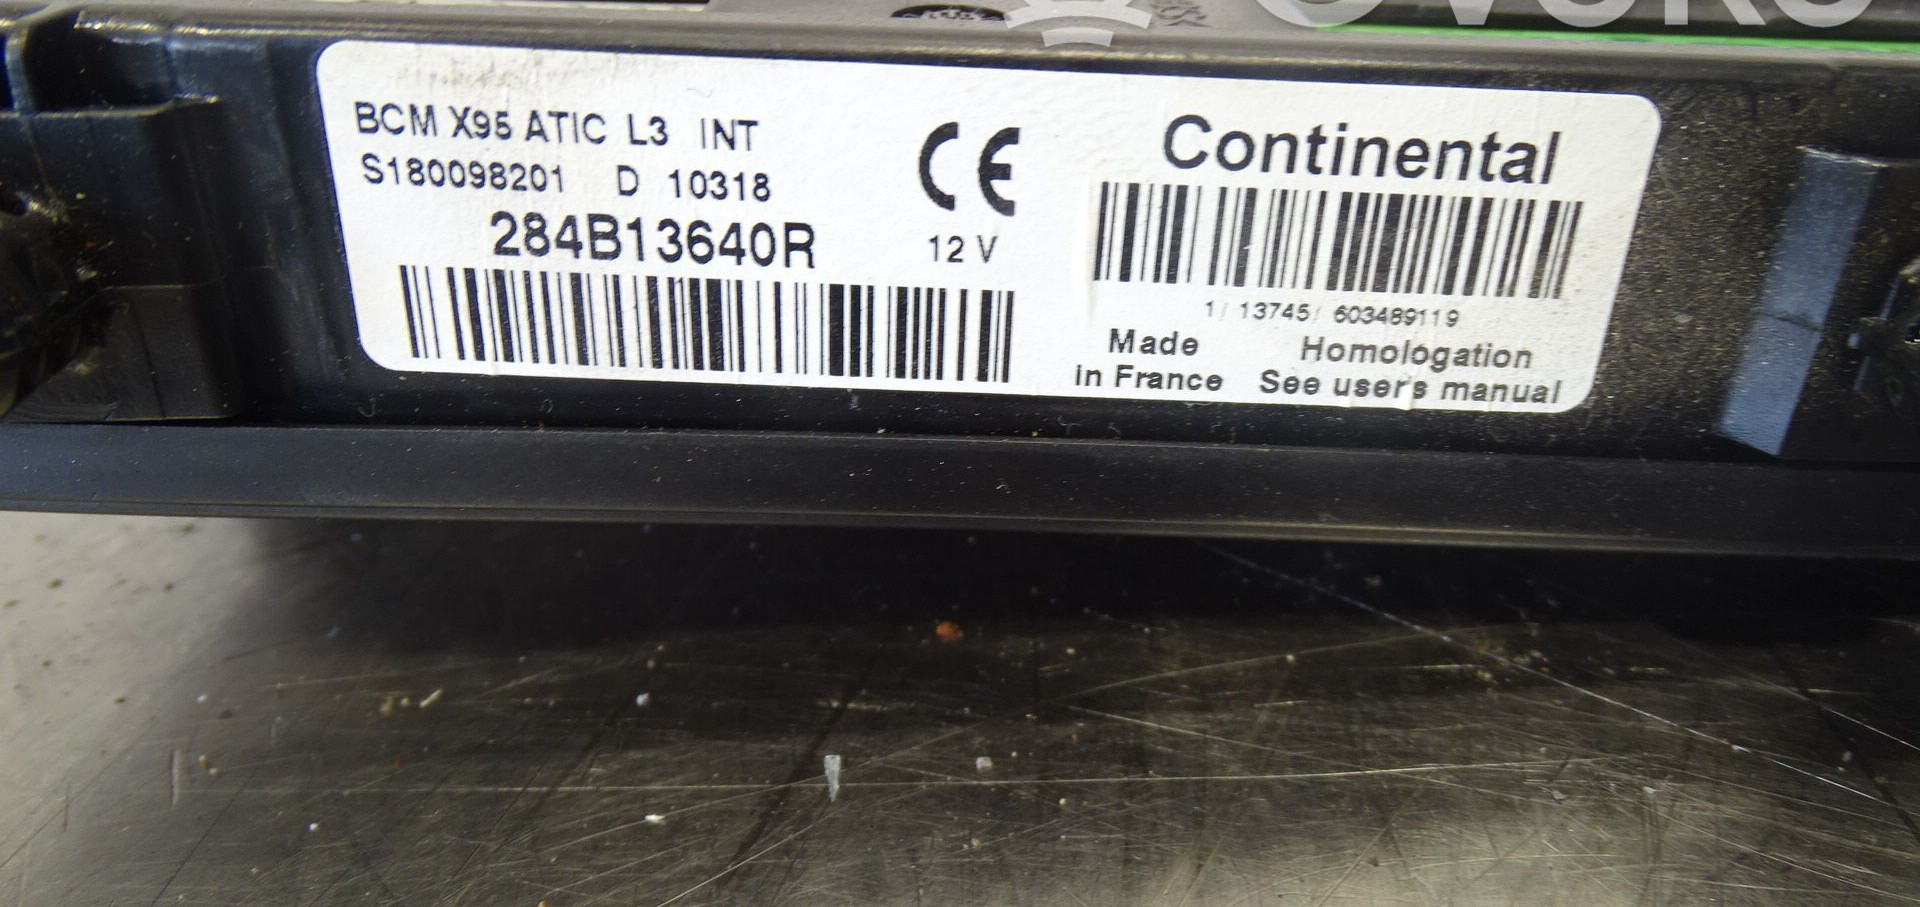 BCM X95 ATIC L3 INT
S180098201 D 10318
284B13640R
12 V
Continental
1/ 13745/ 603489119
Made
in France
Homologation
See user's manual